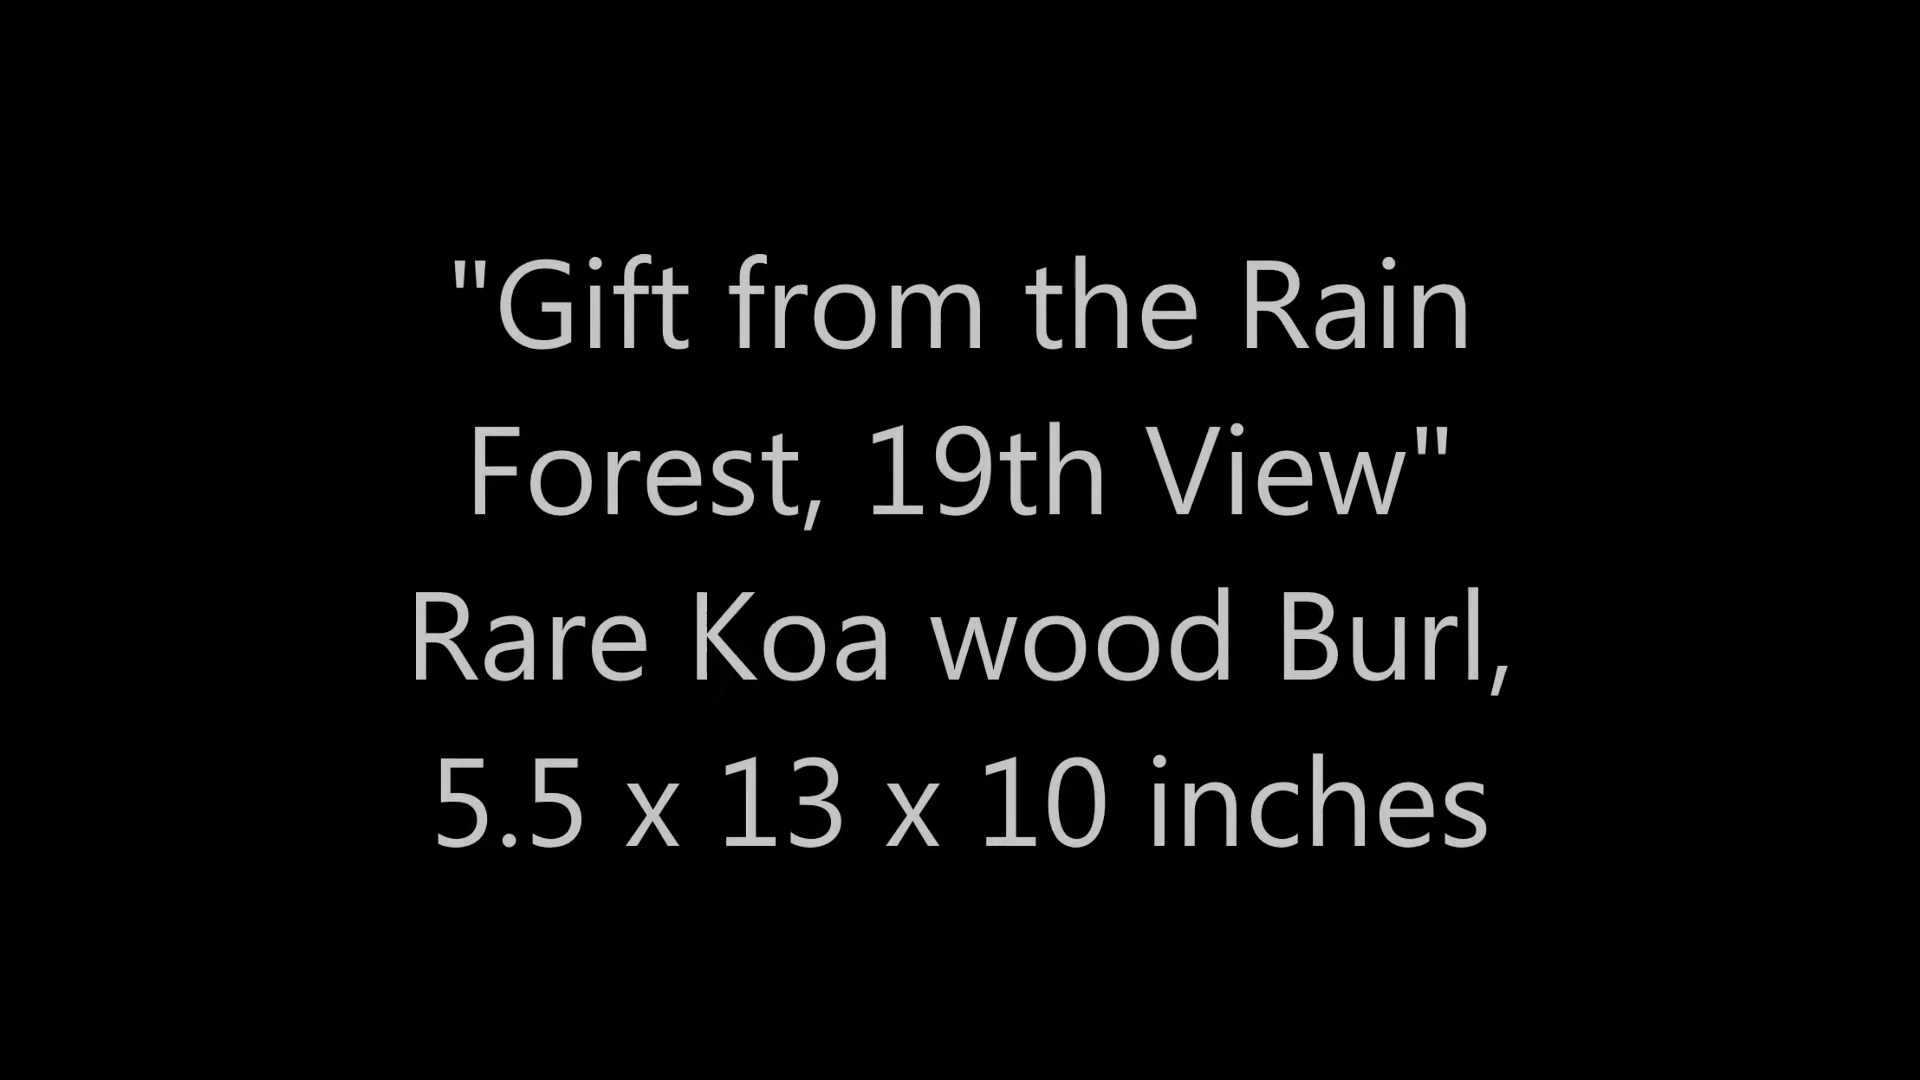 "Gift from the Rain
Forest, 19th View"
Rare Koa wood Burl,
5.5 x 13 x 10 inches